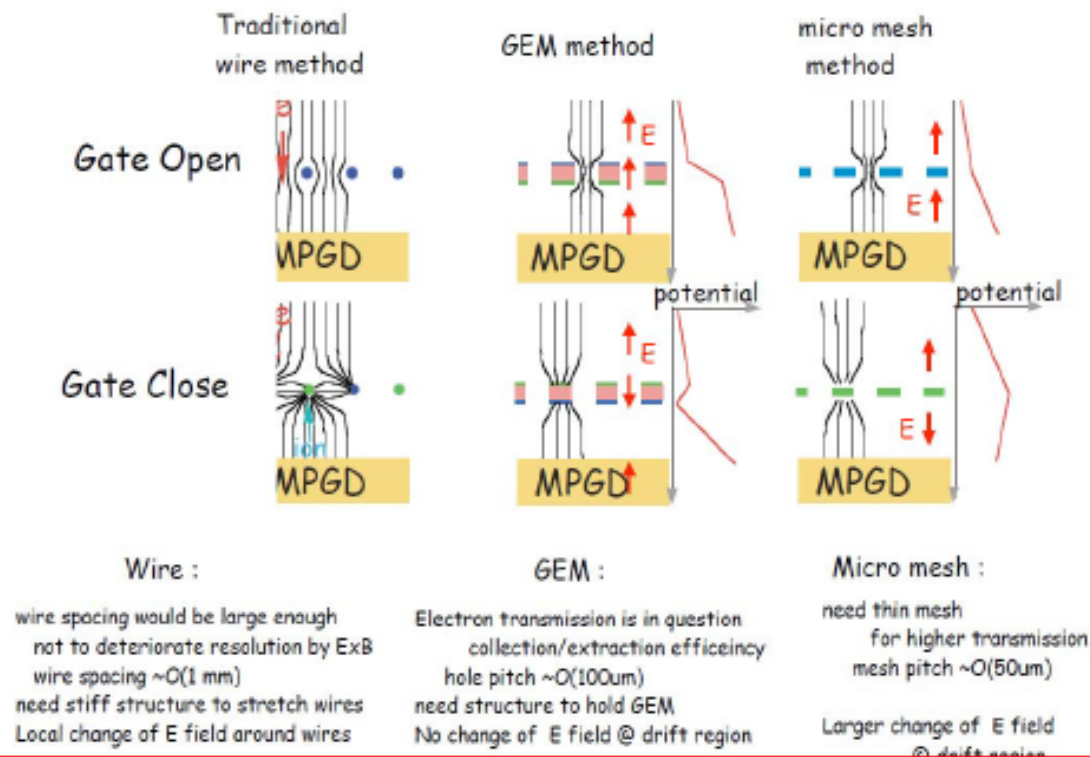 Traditional
wire method
GEM method
micro mesh
method
Gate Open
e
E
E
MPGD
MPGD
MPGD
potential
potential
Gate Close
e
E
E
ion
MPGD
MPGD
MPGD
Wire :
wire spacing would be large enough
not to deteriorate resolution by ExB
wire spacing ~O(1 mm)
need stiff structure to stretch wires
Local change of E field around wires
GEM :
Electron transmission is in question
collection/extraction efficeincy
hole pitch ~O(100um)
need structure to hold GEM
No change of E field @ drift region
Micro mesh :
need thin mesh
for higher transmission
mesh pitch ~O(50um)
Larger change of E field
@ drift region